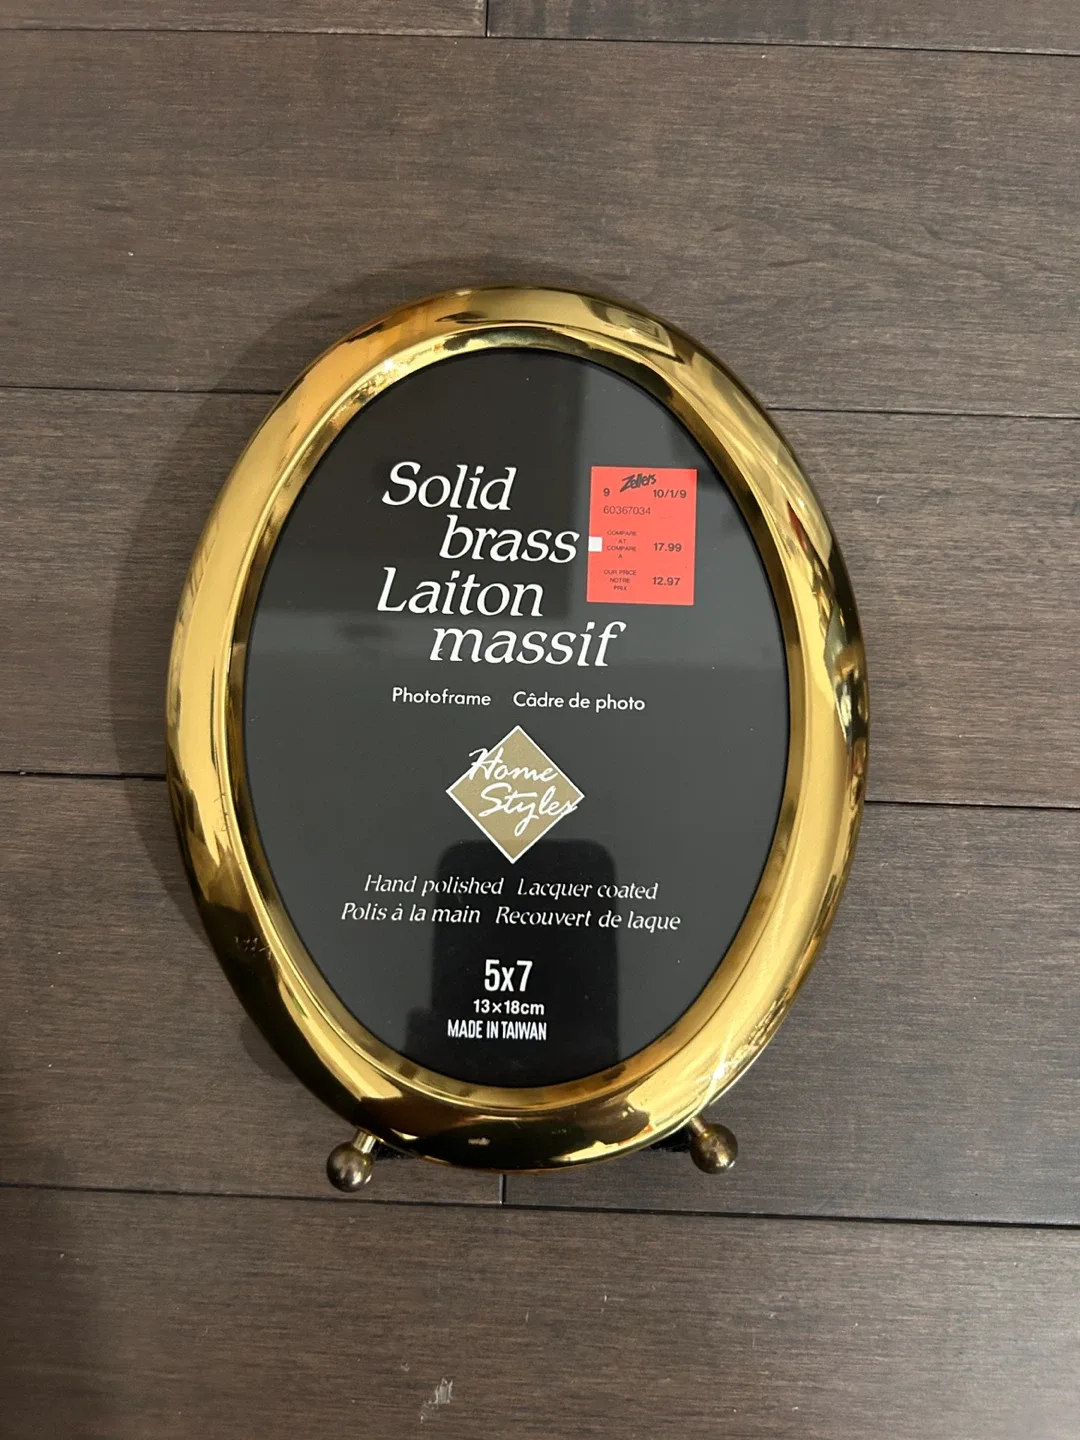 Solid
brass
Laiton
massif
Zellers
9 10/1/9
60367034
COMPARE
AT
COMPARE
A
17.99
OUR PRICE
NOTRE
PRIX
12.97
Photoframe Câdre de photo
Home
Styles
Hand polished Lacquer coated
Polis à la main Recouvert de laque
5x7
13×18cm
MADE IN TAIWAN